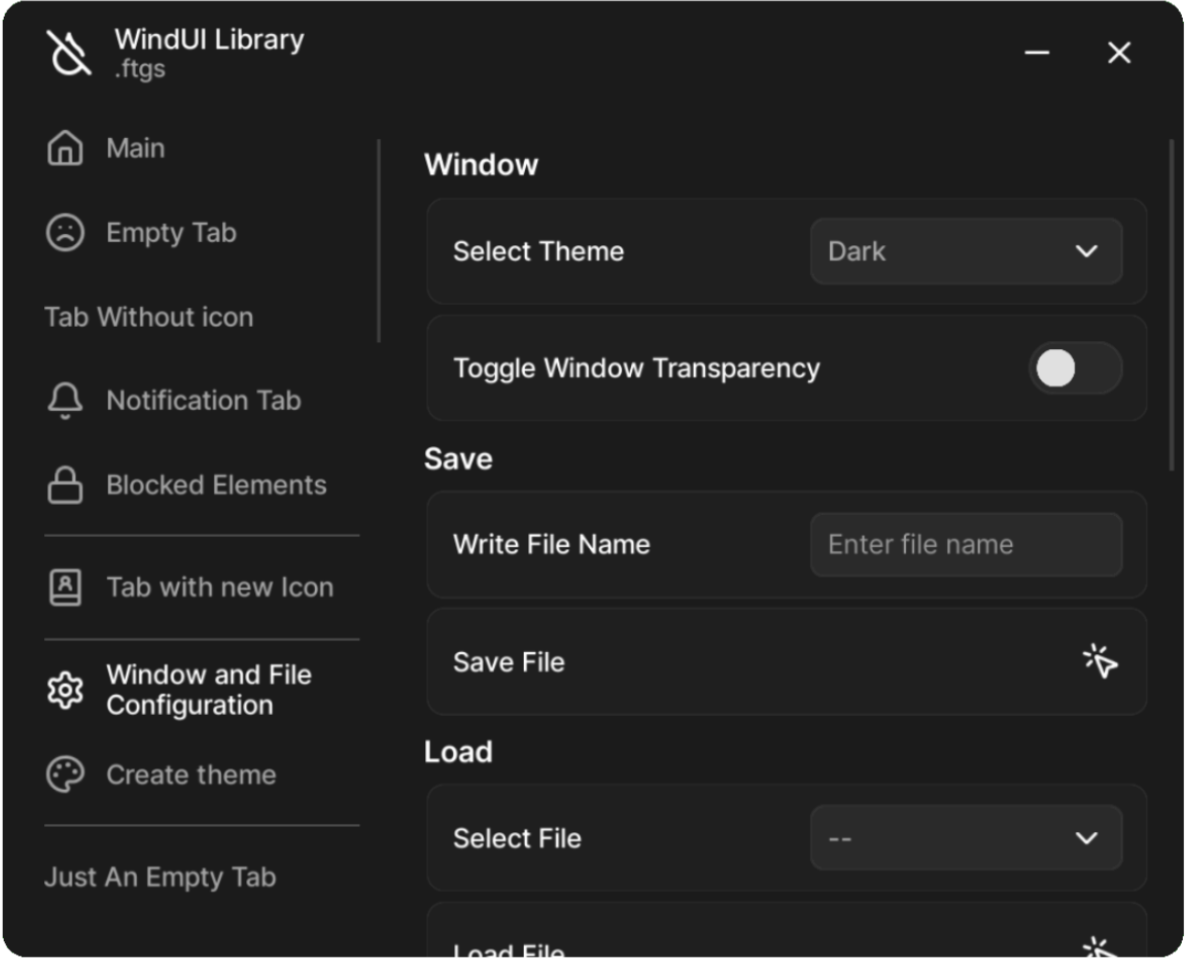 WindUI Library
.ftgs
Main
Empty Tab
Tab Without icon
Notification Tab
Blocked Elements
Tab with new Icon
Window and File
Configuration
Create theme
Just An Empty Tab
Window
Select Theme
Dark
Toggle Window Transparency
Save
Write File Name
Enter file name
Save File
Load
Select File
--
Load File